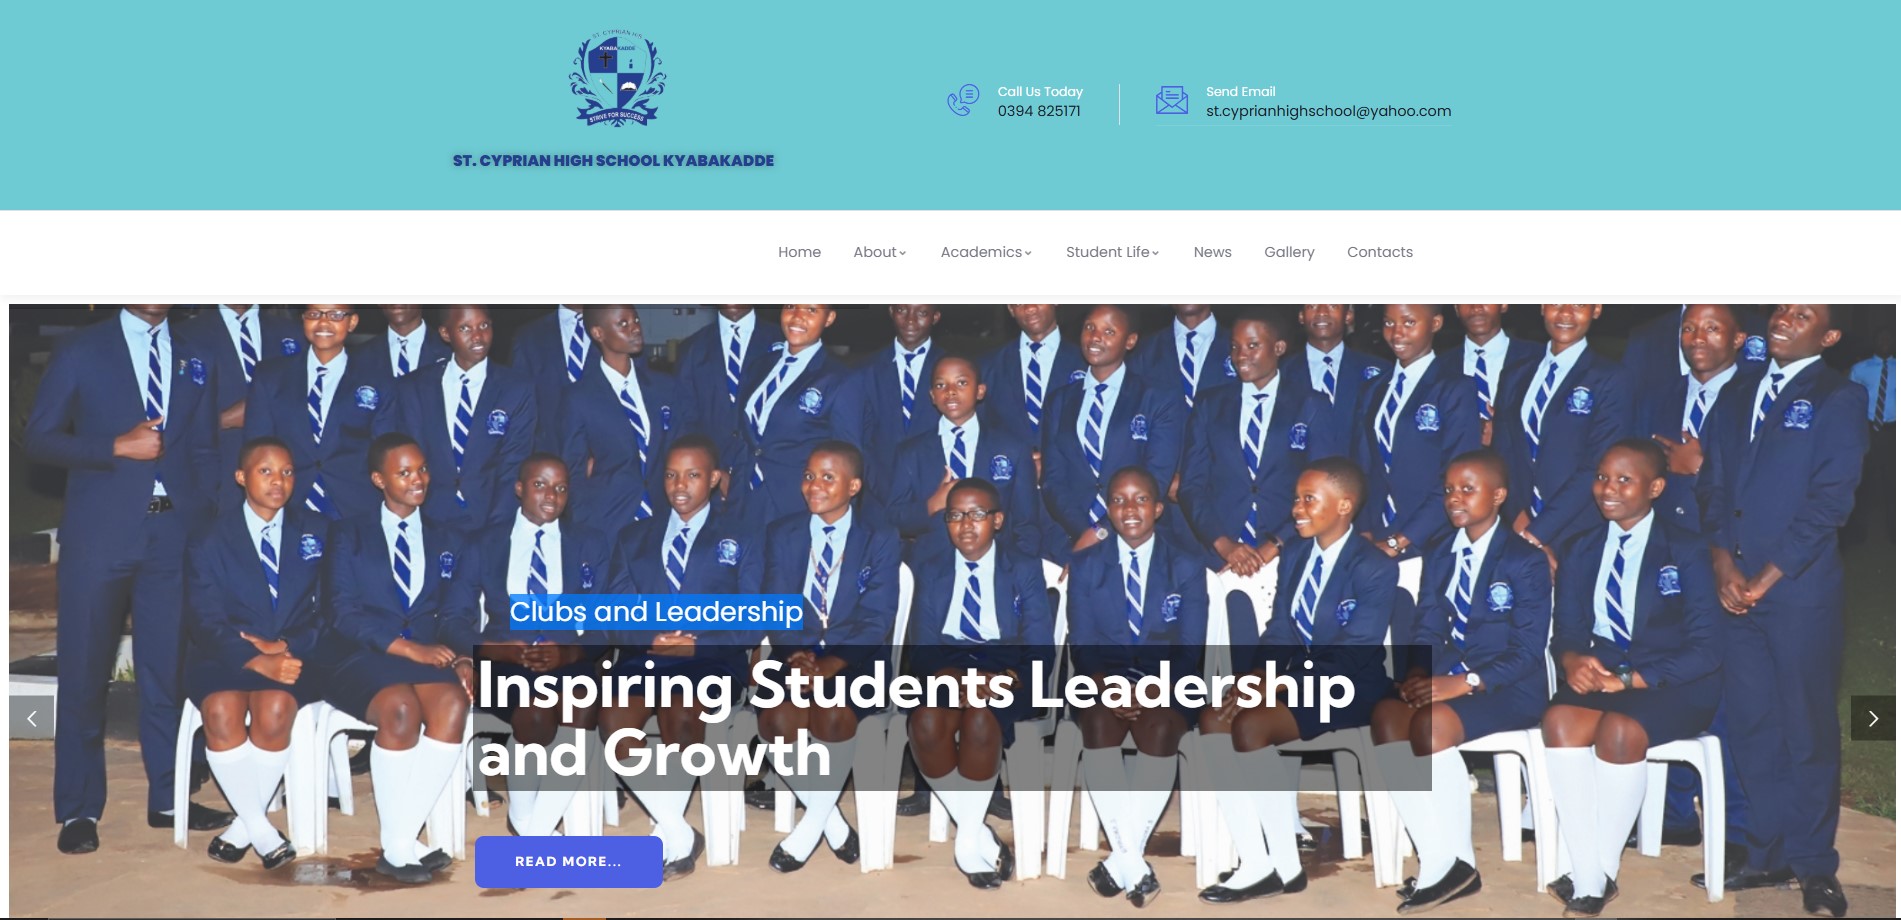 ST. CYPRIAN H/S
KYABAKADDE
STRIVE FOR SUCCESS
ST. CYPRIAN HIGH SCHOOL KYABAKADDE
Call Us Today
0394 825171
Send Email
st.cyprianhighschool@yahoo.com
Home About Academics Student Life News Gallery Contacts
Clubs and Leadership
Inspiring Students Leadership
and Growth
READ MORE...